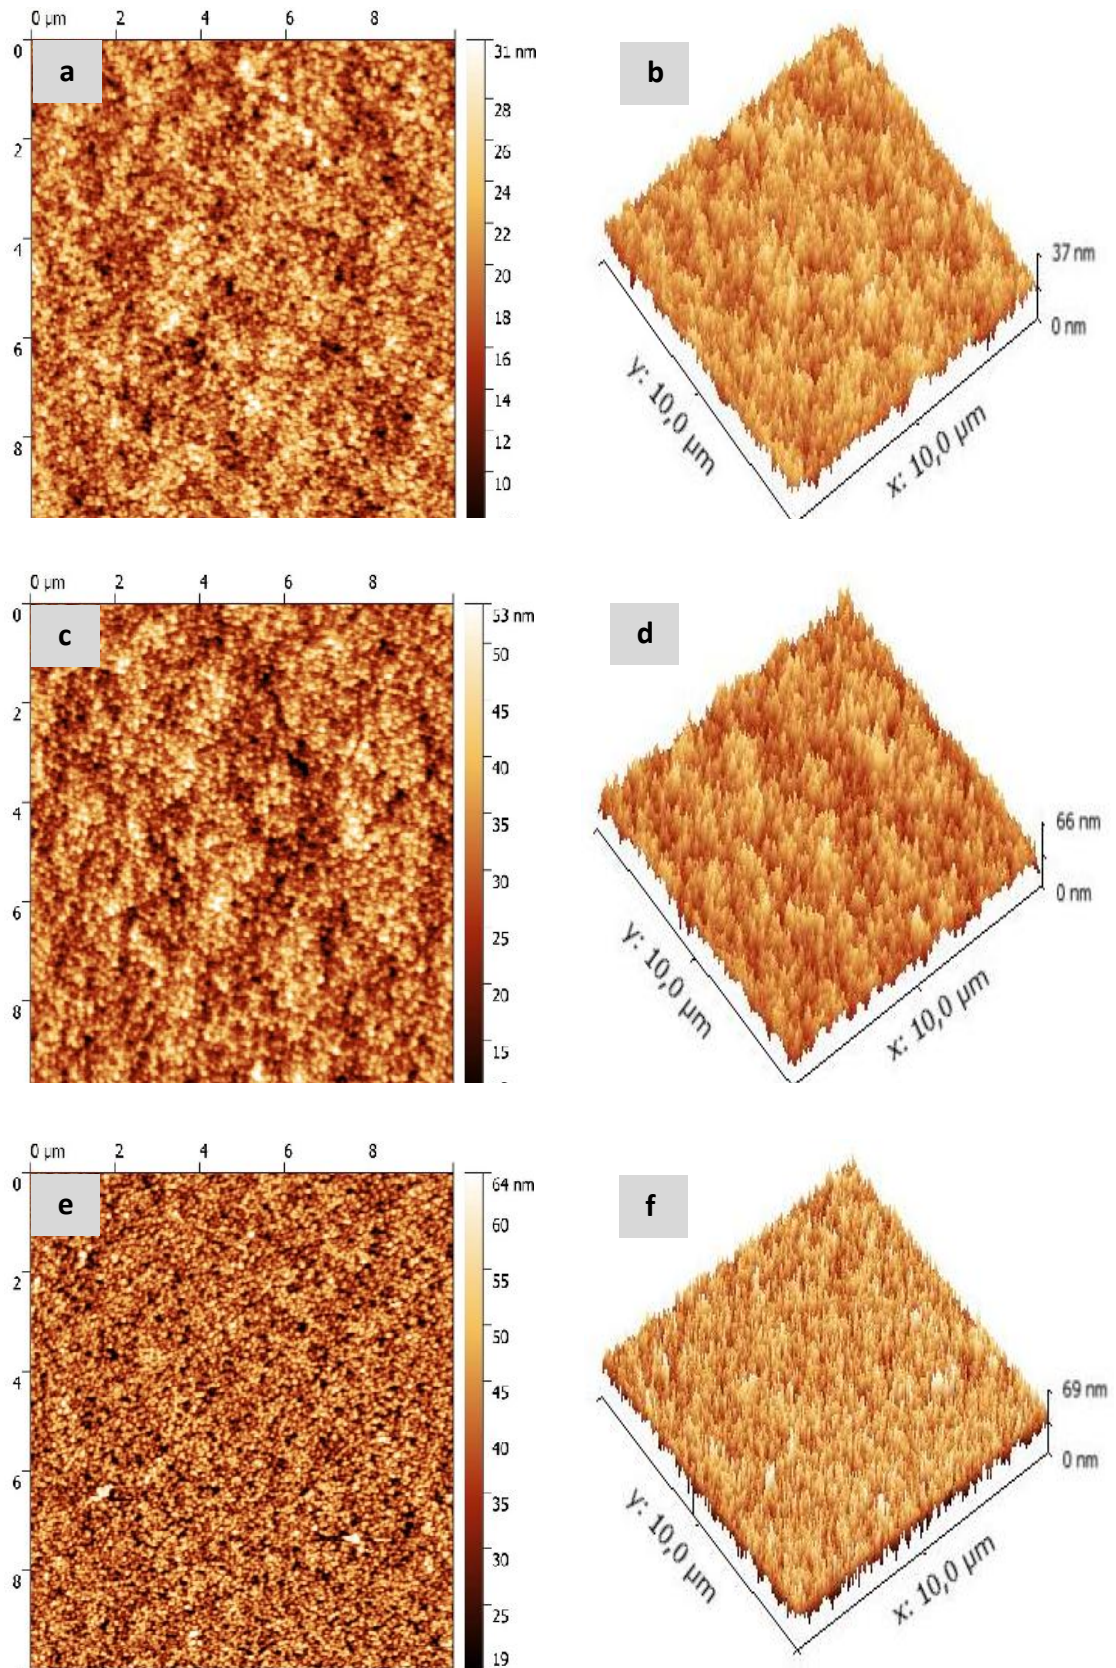 0 µm 2 4 6 8
0
2
4
6
8
a
31 nm
28
26
24
22
20
18
16
14
12
10
b
37 nm
0 nm
y: 10,0 µm
x: 10,0 µm
0 µm 2 4 6 8
0
2
4
6
8
c
53 nm
50
45
40
35
30
25
20
15
d
66 nm
0 nm
y: 10,0 µm
x: 10,0 µm
0 µm 2 4 6 8
0
2
4
6
8
e
64 nm
60
55
50
45
40
35
30
25
19
f
69 nm
0 nm
y: 10,0 µm
x: 10,0 µm